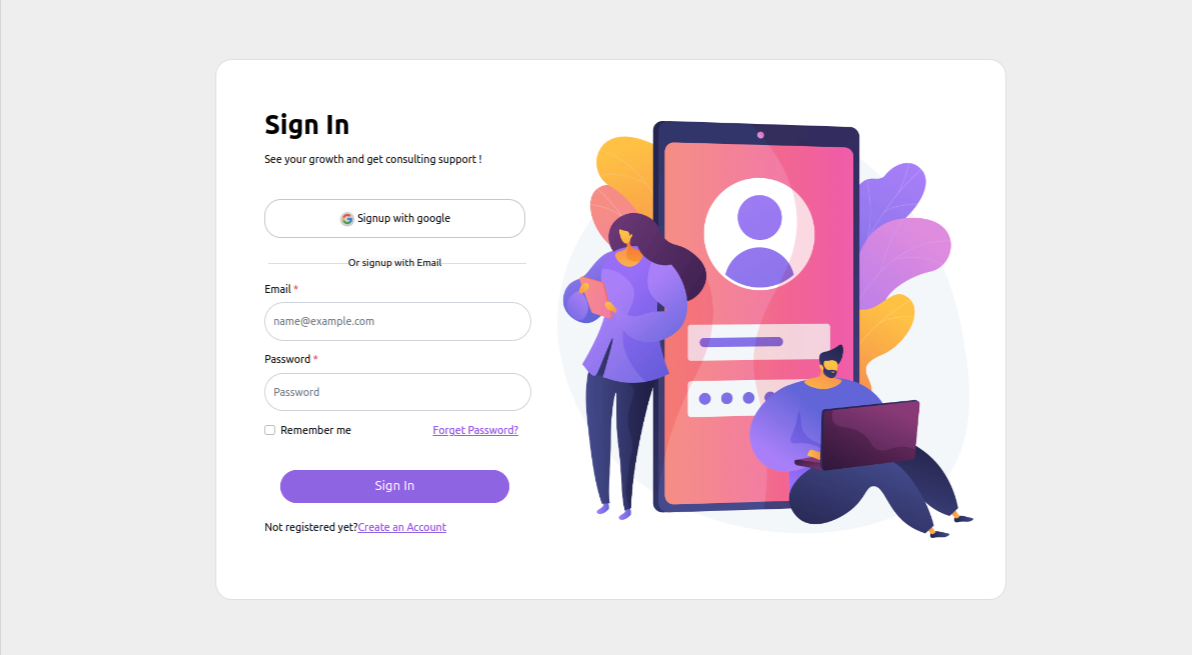 Sign In
See your growth and get consulting support !
Signup with google
Or signup with Email
Email *
name@example.com
Password *
Password
Remember me Forget Password?
Sign In
Not registered yet?Create an Account